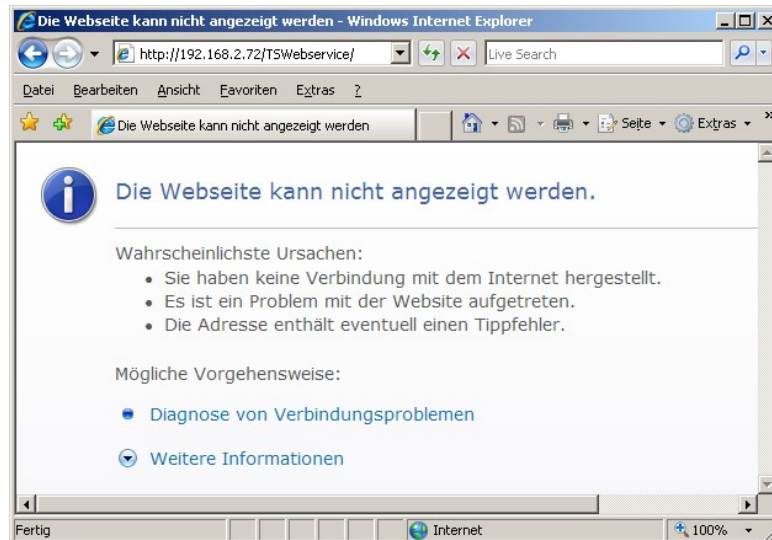 Die Webseite kann nicht angezeigt werden - Windows Internet Explorer
http://192.168.2.72/TSWebservice/
Live Search
Datei Bearbeiten Ansicht Favoriten Extras ?
Die Webseite kann nicht angezeigt werden
Seite Extras »
Die Webseite kann nicht angezeigt werden.
Wahrscheinlichste Ursachen:
• Sie haben keine Verbindung mit dem Internet hergestellt.
• Es ist ein Problem mit der Website aufgetreten.
• Die Adresse enthält eventuell einen Tippfehler.
Mögliche Vorgehensweise:
Diagnose von Verbindungsproblemen
Weitere Informationen
Fertig Internet 100%